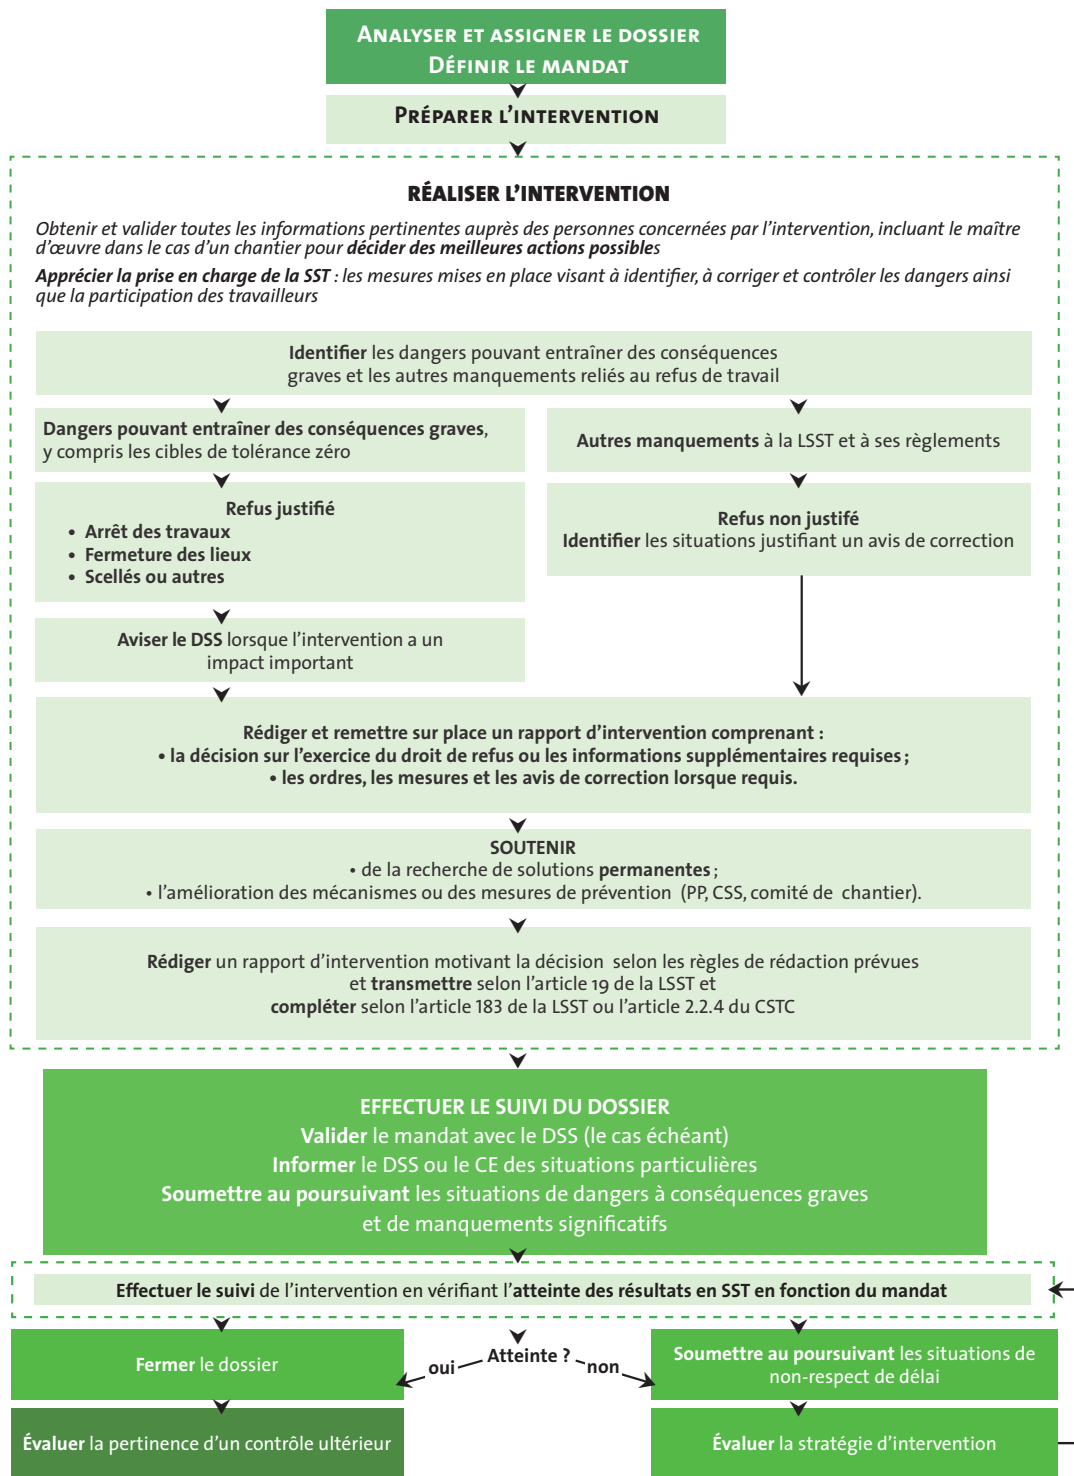 ANALYSER ET ASSIGNER LE DOSSIER
DÉFINIR LE MANDAT
PRÉPARER L'INTERVENTION
RÉALISER L'INTERVENTION
Obtenir et valider toutes les informations pertinentes auprès des personnes concernées par l'intervention, incluant le maître
d'œuvre dans le cas d'un chantier pour décider des meilleures actions possibles
Apprécier la prise en charge de la SST : les mesures mises en place visant à identifier, à corriger et contrôler les dangers ainsi
que la participation des travailleurs
Identifier les dangers pouvant entraîner des conséquences
graves et les autres manquements reliés au refus de travail
Dangers pouvant entraîner des conséquences graves,
y compris les cibles de tolérance zéro
Refus justifié
• Arrêt des travaux
• Fermeture des lieux
• Scellés ou autres
Aviser le DSS lorsque l'intervention a un
impact important
Autres manquements à la LSST et à ses règlements
Refus non justifié
Identifier les situations justifiant un avis de correction
Rédiger et remettre sur place un rapport d'intervention comprenant :
• la décision sur l'exercice du droit de refus ou les informations supplémentaires requises ;
• les ordres, les mesures et les avis de correction lorsque requis.
SOUTENIR
• de la recherche de solutions permanentes ;
• l'amélioration des mécanismes ou des mesures de prévention (PP, CSS, comité de chantier).
Rédiger un rapport d'intervention motivant la décision selon les règles de rédaction prévues
et transmettre selon l'article 19 de la LSST et
compléter selon l'article 183 de la LSST ou l'article 2.2.4 du CSTC
EFFECTUER LE SUIVI DU DOSSIER
Valider le mandat avec le DSS (le cas échéant)
Informer le DSS ou le CE des situations particulières
Soumettre au poursuivant les situations de dangers à conséquences graves
et de manquements significatifs
Effectuer le suivi de l'intervention en vérifiant l'atteinte des résultats en SST en fonction du mandat
Atteinte ?
oui
non
Fermer le dossier
Évaluer la pertinence d'un contrôle ultérieur
Soumettre au poursuivant les situations de
non-respect de délai
Évaluer la stratégie d'intervention